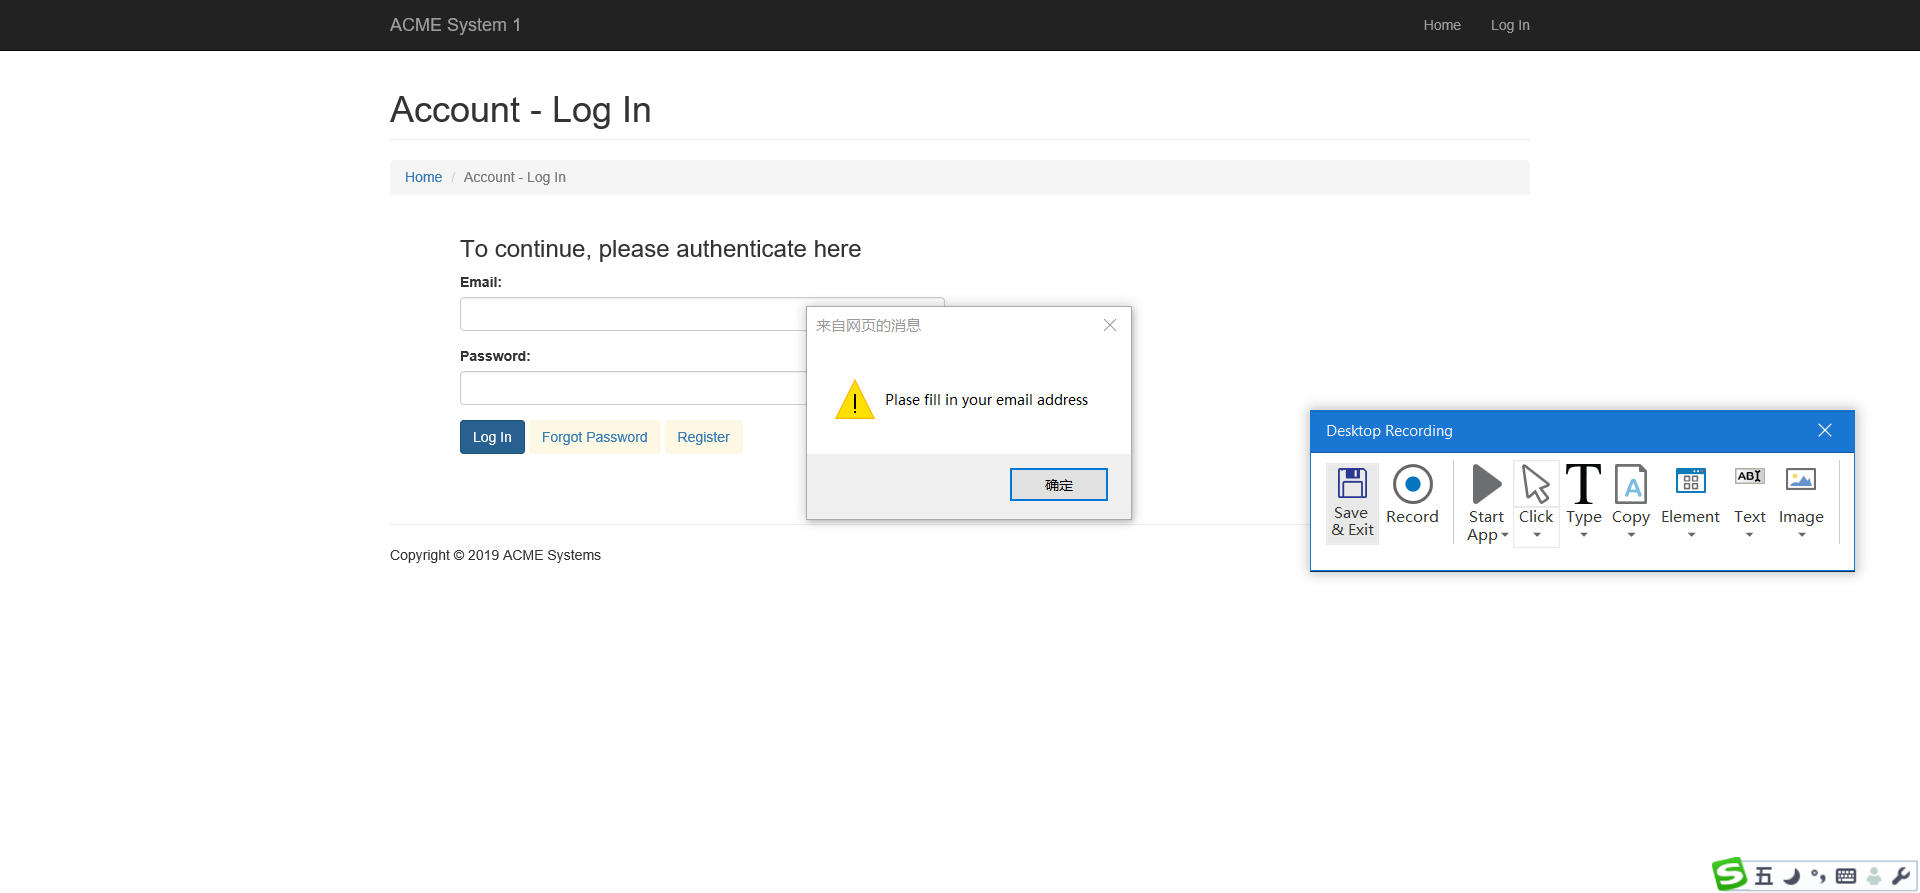 ACME System 1
Home
Log In
Account - Log In
Home / Account - Log In
To continue, please authenticate here
Email:
Password:
Log In
Forgot Password
Register
来自网页的消息
Plase fill in your email address
确定
Desktop Recording
Save
& Exit
Record
Start
App
Click
Type
Copy
Element
Text
Image
Copyright © 2019 ACME Systems
五